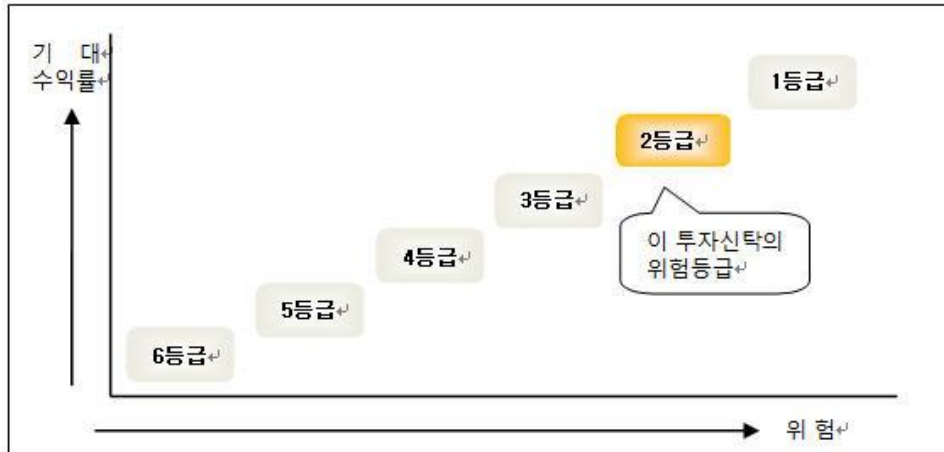 기 대
수익률
1등급
2등급
3등급
이 투자신탁의
위험등급
4등급
5등급
6등급
위 험